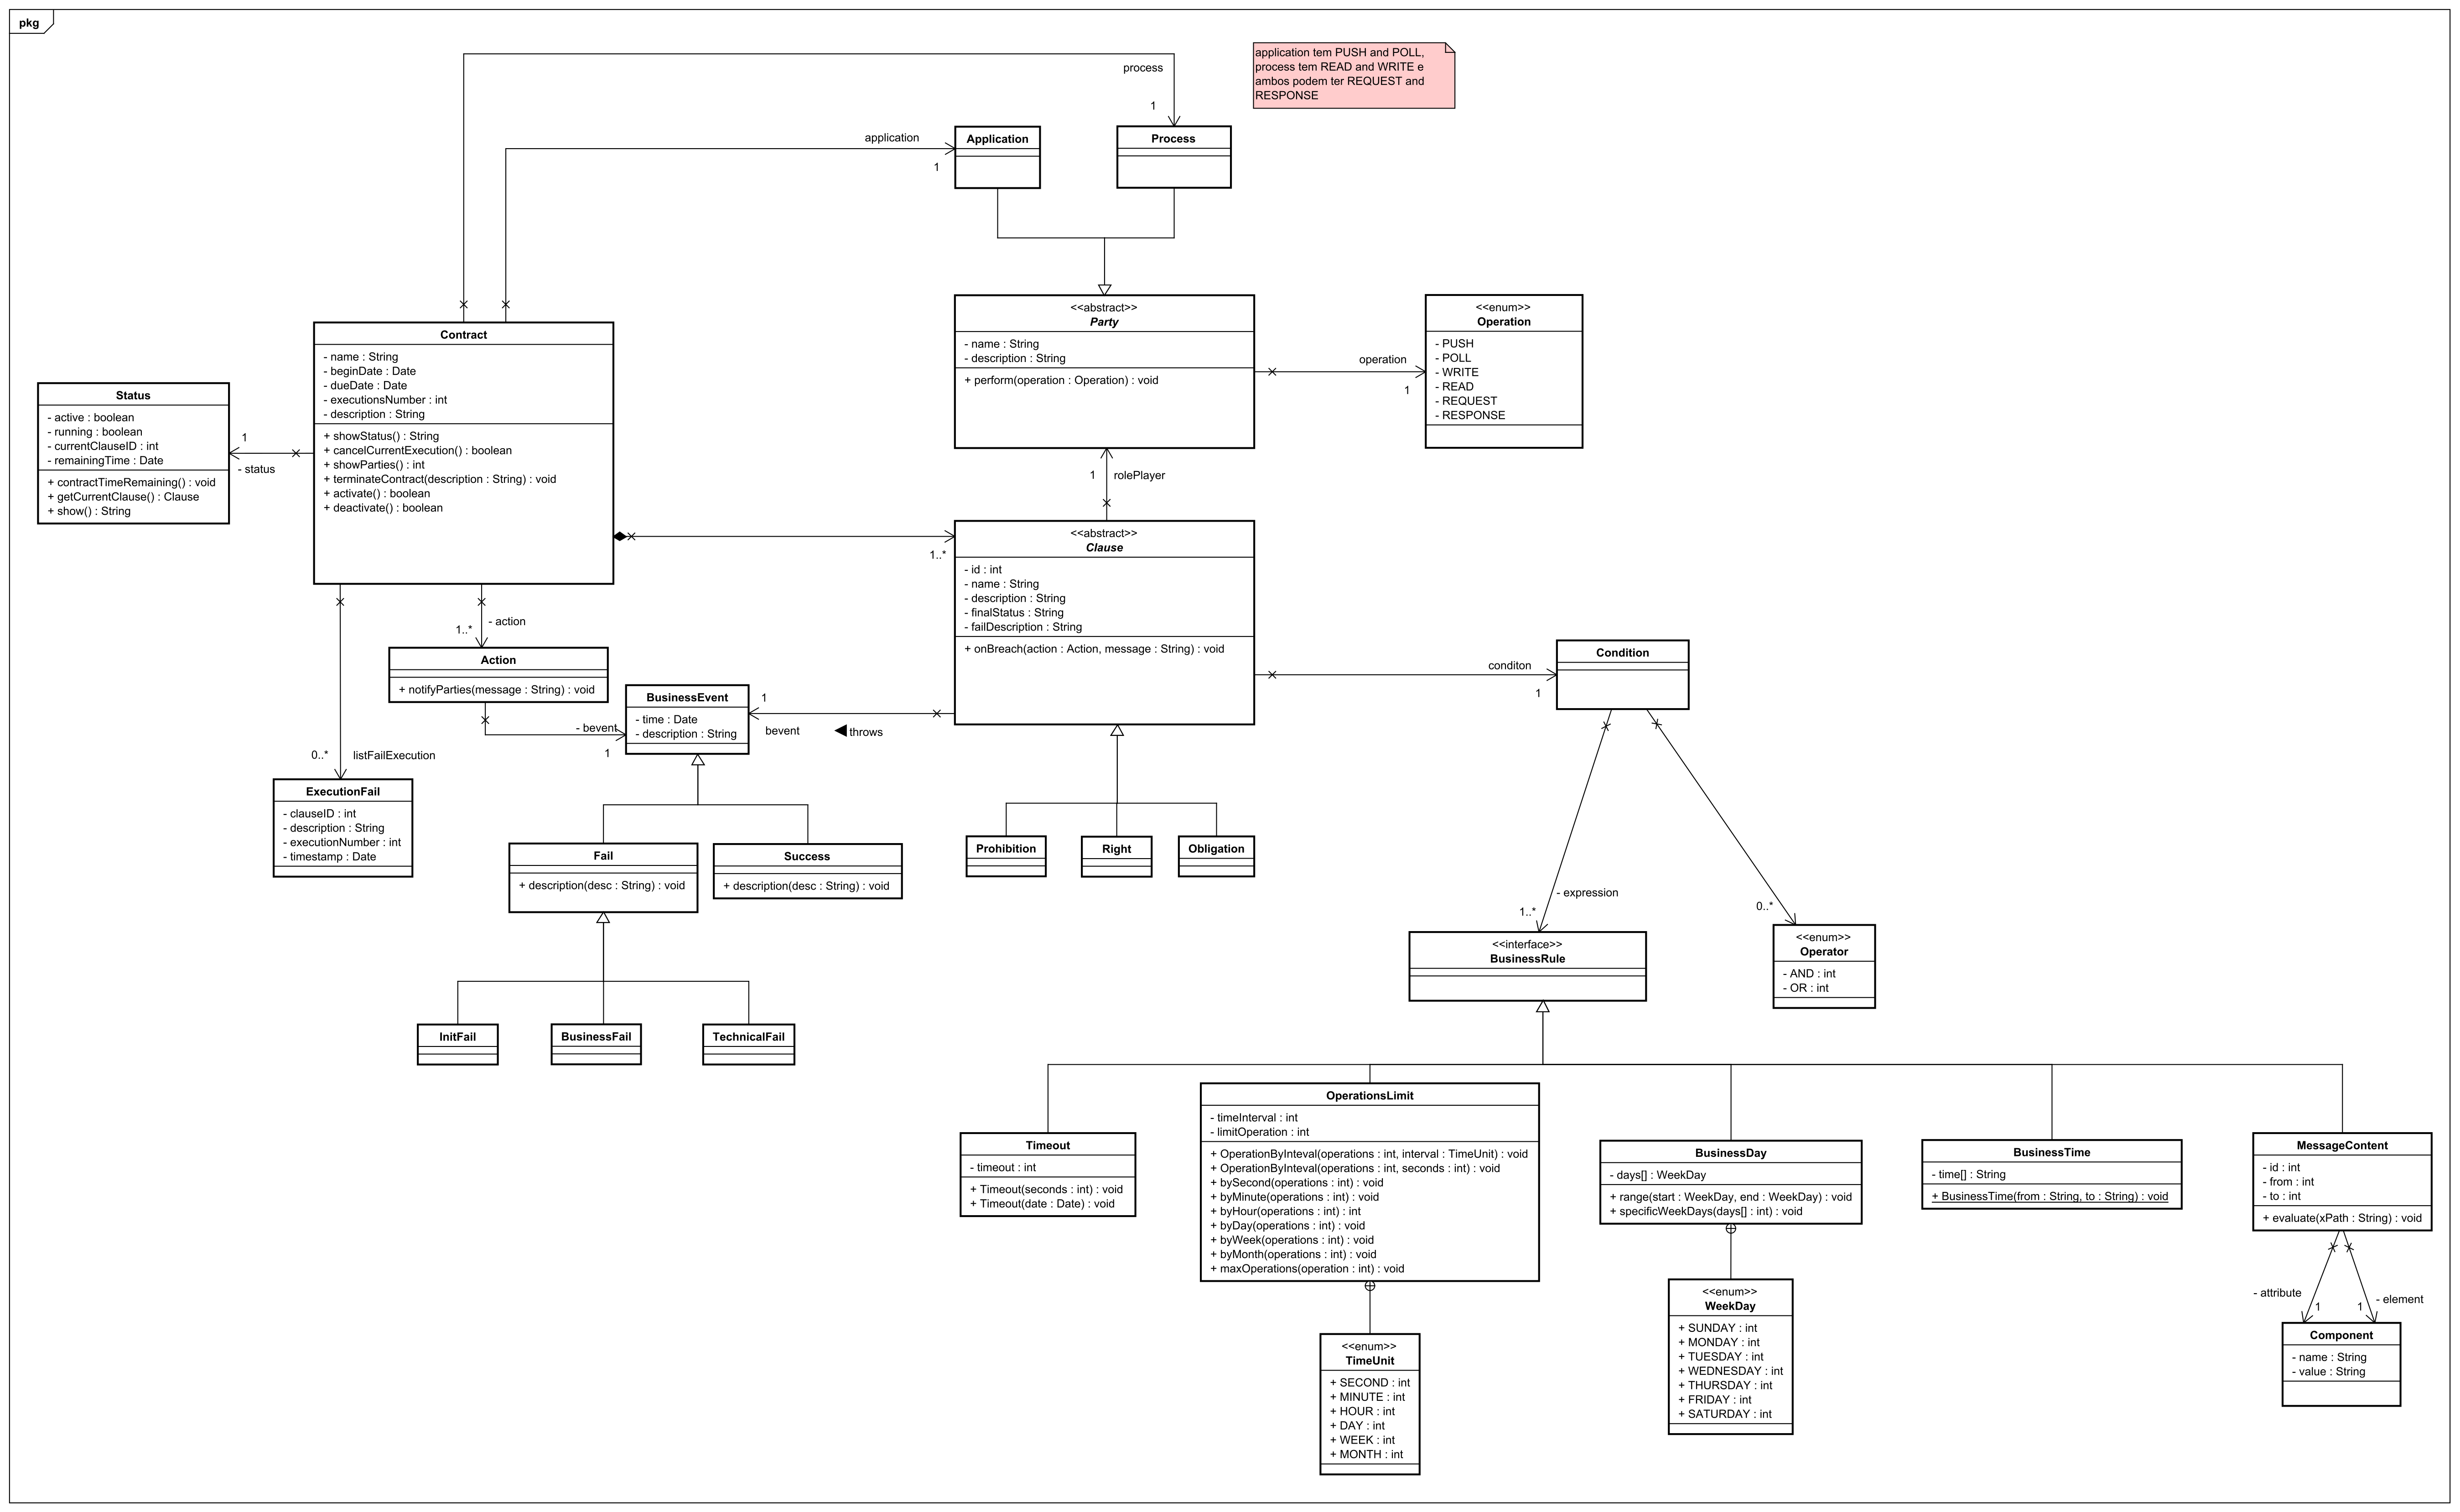 pkg
process
1
application tem PUSH and POLL,
process tem READ and WRITE e
ambos podem ter REQUEST and
RESPONSE
application
1
Application
Process
Contract
- name : String
- beginDate : Date
- dueDate : Date
- executionsNumber : int
- description : String
+ showStatus() : String
+ cancelCurrentExecution() : boolean
+ showParties() : int
+ terminateContract(description : String) : void
+ activate() : boolean
+ deactivate() : boolean
<<abstract>>
Party
- name : String
- description : String
+ perform(operation : Operation) : void
operation
1
<<enum>>
Operation
- PUSH
- POLL
- WRITE
- READ
- REQUEST
- RESPONSE
Status
- active : boolean
- running : boolean
- currentClauseID : int
- remainingTime : Date
+ contractTimeRemaining() : void
+ getCurrentClause() : Clause
+ show() : String
1
- status
1
rolePlayer
1..*
<<abstract>>
Clause
- id : int
- name : String
- description : String
- finalStatus : String
- failDescription : String
+ onBreach(action : Action, message : String) : void
- action
1..*
Action
+ notifyParties(message : String) : void
conditon
1
Condition
BusinessEvent
- time : Date
- description : String
1
bevent
throws
- bevent
1
0..*
listFailExecution
ExecutionFail
- clauseID : int
- description : String
- executionNumber : int
- timestamp : Date
Fail
+ description(desc : String) : void
Success
+ description(desc : String) : void
Prohibition
Right
Obligation
- expression
1..*
0..*
<<interface>>
BusinessRule
<<enum>>
Operator
- AND : int
- OR : int
InitFail
BusinessFail
TechnicalFail
Timeout
- timeout : int
+ Timeout(seconds : int) : void
+ Timeout(date : Date) : void
OperationsLimit
- timeInterval : int
- limitOperation : int
+ OperationByInteval(operations : int, interval : TimeUnit) : void
+ OperationByInteval(operations : int, seconds : int) : void
+ bySecond(operations : int) : void
+ byMinute(operations : int) : void
+ byHour(operations : int) : int
+ byDay(operations : int) : void
+ byWeek(operations : int) : void
+ byMonth(operations : int) : void
+ maxOperations(operation : int) : void
BusinessDay
- days[] : WeekDay
+ range(start : WeekDay, end : WeekDay) : void
+ specificWeekDays(days[] : int) : void
BusinessTime
- time[] : String
+ BusinessTime(from : String, to : String) : void
MessageContent
- id : int
- from : int
- to : int
+ evaluate(xPath : String) : void
<<enum>>
TimeUnit
+ SECOND : int
+ MINUTE : int
+ HOUR : int
+ DAY : int
+ WEEK : int
+ MONTH : int
<<enum>>
WeekDay
+ SUNDAY : int
+ MONDAY : int
+ TUESDAY : int
+ WEDNESDAY : int
+ THURSDAY : int
+ FRIDAY : int
+ SATURDAY : int
- attribute
1
1
- element
Component
- name : String
- value : String